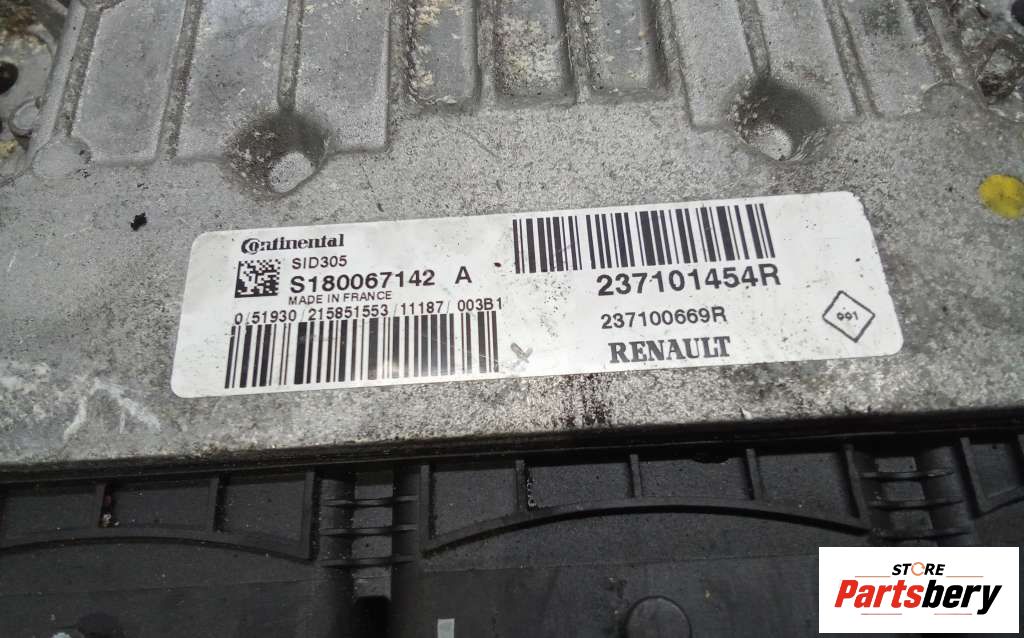 Continental
SID305
S180067142 A
MADE IN FRANCE
0/51930/215851553/11187/003B1
237101454R
237100669R
RENAULT
991
STORE
Partsbery